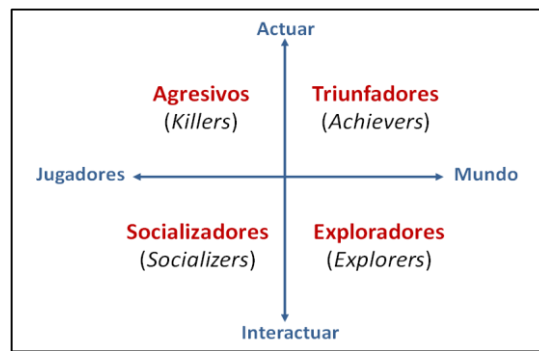 Actuar
Agresivos
(Killers)
Triunfadores
(Achievers)
Jugadores
Mundo
Socializadores
(Socializers)
Exploradores
(Explorers)
Interactuar